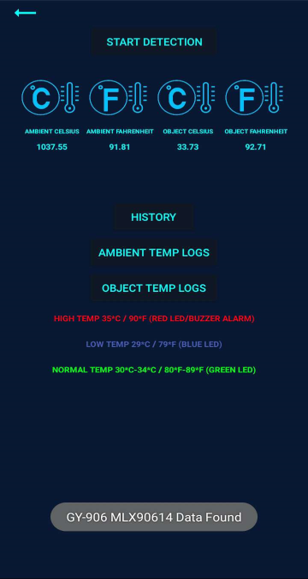 START DETECTION
C F C F
AMBIENT CELSIUS AMBIENT FAHRENHEIT OBJECT CELSIUS OBJECT FAHRENHEIT
1037.55 91.81 33.73 92.71
HISTORY
AMBIENT TEMP LOGS
OBJECT TEMP LOGS
HIGH TEMP 35°C / 90°F (RED LED/BUZZER ALARM)
LOW TEMP 29°C / 79°F (BLUE LED)
NORMAL TEMP 30°C-34°C / 80°F-89°F (GREEN LED)
GY-906 MLX90614 Data Found